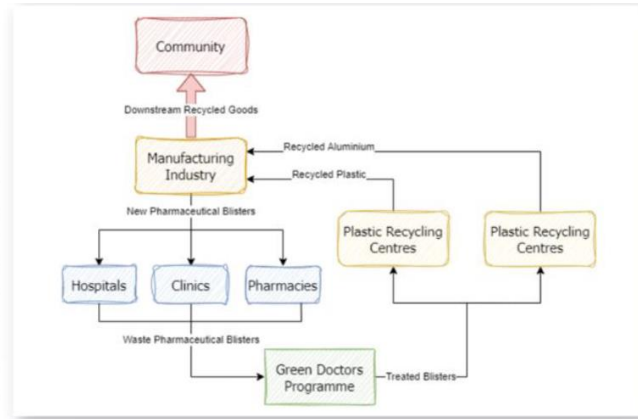 Community
Downstream Recycled Goods
Manufacturing
Industry
Recycled Aluminium
Recycled Plastic
New Pharmaceutical Blisters
Plastic Recycling
Centres
Plastic Recycling
Centres
Hospitals
Clinics
Pharmacies
Waste Pharmaceutical Blisters
Green Doctors
Programme
Treated Blisters